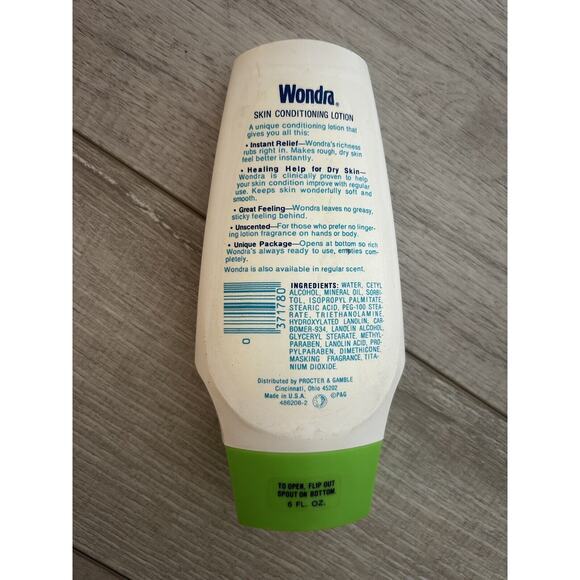 Wondra®
SKIN CONDITIONING LOTION
A unique conditioning lotion that
gives you all this:
• Instant Relief—Wondra's richness
rubs right in. Makes rough, dry skin
feel better instantly.
• Healing Help for Dry Skin—
Wondra is clinically proven to help
your skin condition improve with regular
use. Keeps skin wonderfully soft and
smooth.
• Great Feeling—Wondra leaves no greasy,
sticky feeling behind.
• Unscented—For those who prefer no linger-
ing lotion fragrance on hands or body.
• Unique Package—Opens at bottom so rich
Wondra's always ready to use, empties com-
pletely.
Wondra is also available in regular scent.
INGREDIENTS: WATER, CETYL
ALCOHOL, MINERAL OIL, SORBI-
TOL, ISOPROPYL PALMITATE,
STEARIC ACID, PEG-100 STEA-
RATE, TRIETHANOLAMINE,
HYDROXYLATED LANOLIN, CAR-
BOMER-934, LANOLIN ALCOHOL,
GLYCERYL STEARATE, METHYL-
PARABEN, LANOLIN ACID, PRO-
PYLPARABEN, DIMETHICONE,
MASKING FRAGRANCE, TITA-
NIUM DIOXIDE.
0 371780
Distributed by PROCTER & GAMBLE
Cincinnati, Ohio 45202
Made in U.S.A. ©P&G
486206-2
TO OPEN, FLIP OUT
SPOUT ON BOTTOM.
6 FL. OZ.